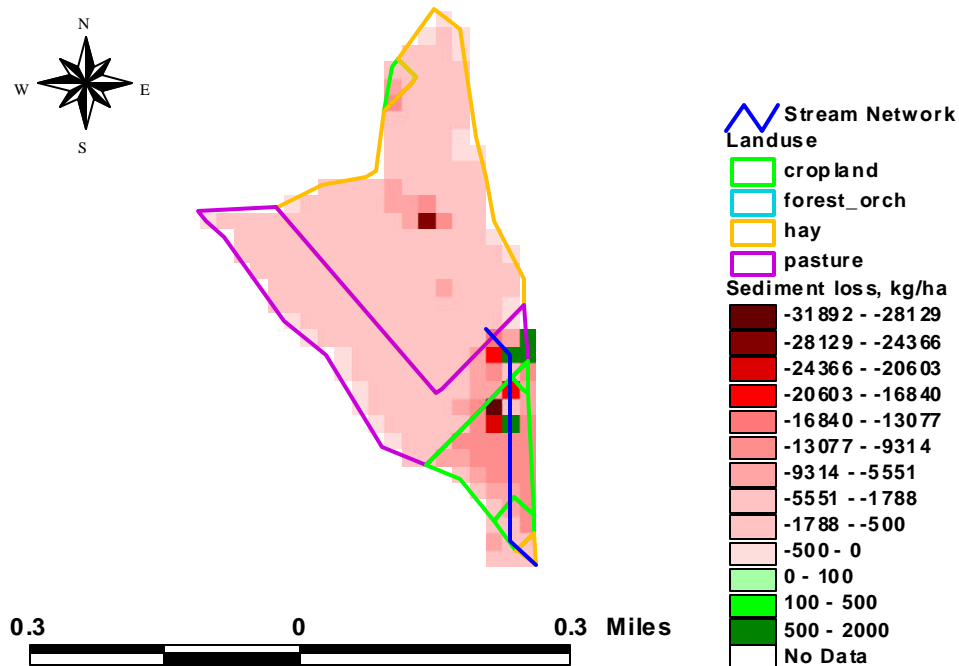 N
W E
S
Stream Network
Landuse
cropland
forest_orch
hay
pasture
Sediment loss, kg/ha
-31892 - -28129
-28129 - -24366
-24366 - -20603
-20603 - -16840
-16840 - -13077
-13077 - -9314
-9314 - -5551
-5551 - -1788
-1788 - -500
-500 - 0
0 - 100
100 - 500
500 - 2000
No Data
0.3 0 0.3 Miles